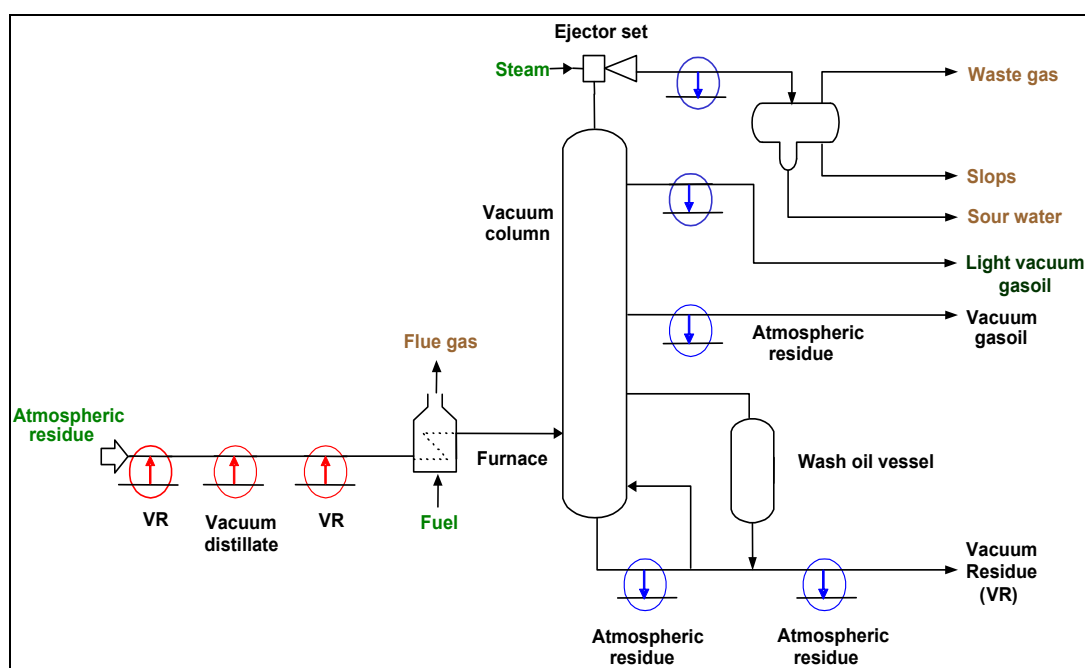 Ejector set
Steam
Waste gas
Slops
Sour water
Vacuum
column
Light vacuum
gasoil
Vacuum
gasoil
Atmospheric
residue
Flue gas
Atmospheric
residue
Furnace
Wash oil vessel
VR
Vacuum
distillate
VR
Fuel
Vacuum
Residue
(VR)
Atmospheric
residue
Atmospheric
residue